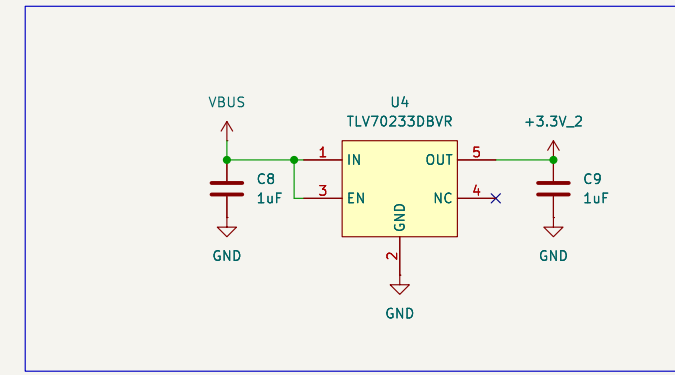 VBUS
U4
TLV70233DBVR
+3.3V_2
1 IN OUT 5
C8
1uF
3 EN NC 4
C9
1uF
GND
2
GND
GND
GND